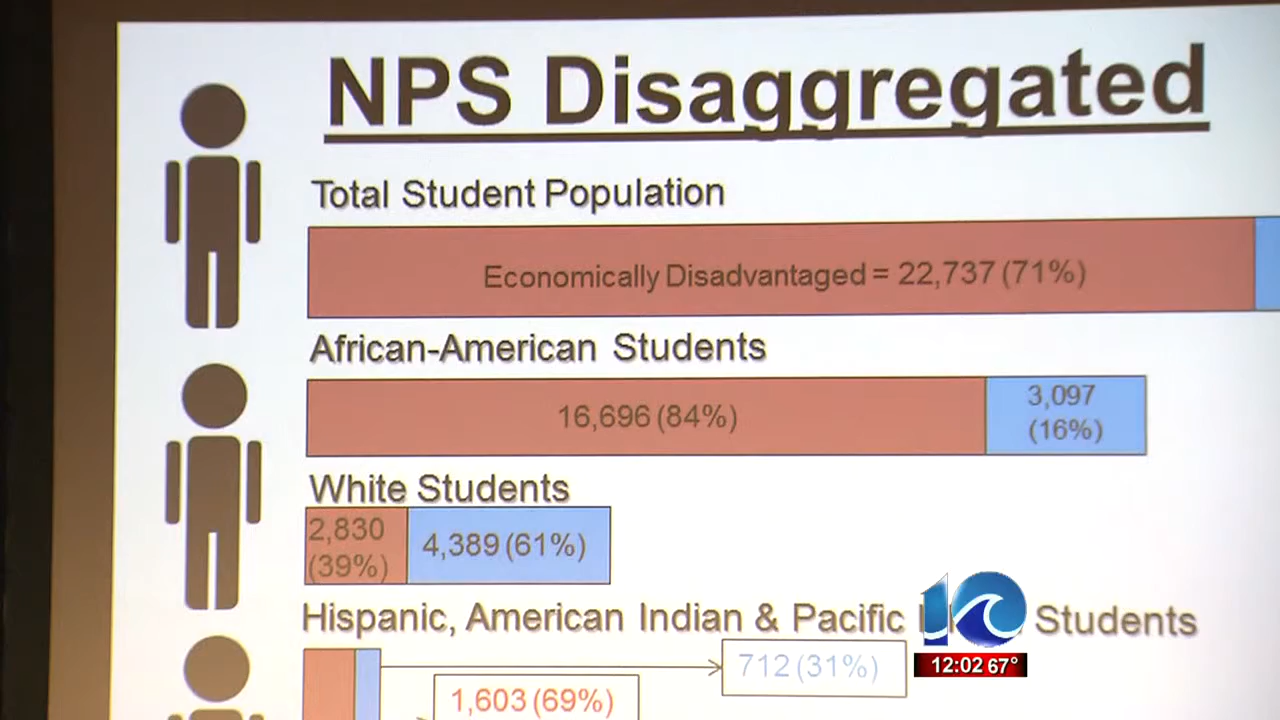 NPS Disaggregated
Total Student Population
Economically Disadvantaged = 22,737 (71%)
African-American Students
16,696 (84%)
3,097
(16%)
White Students
2,830
(39%)
4,389 (61%)
Hispanic, American Indian & Pacific
Students
10
712 (31%)
12:02 67°
1,603 (69%)